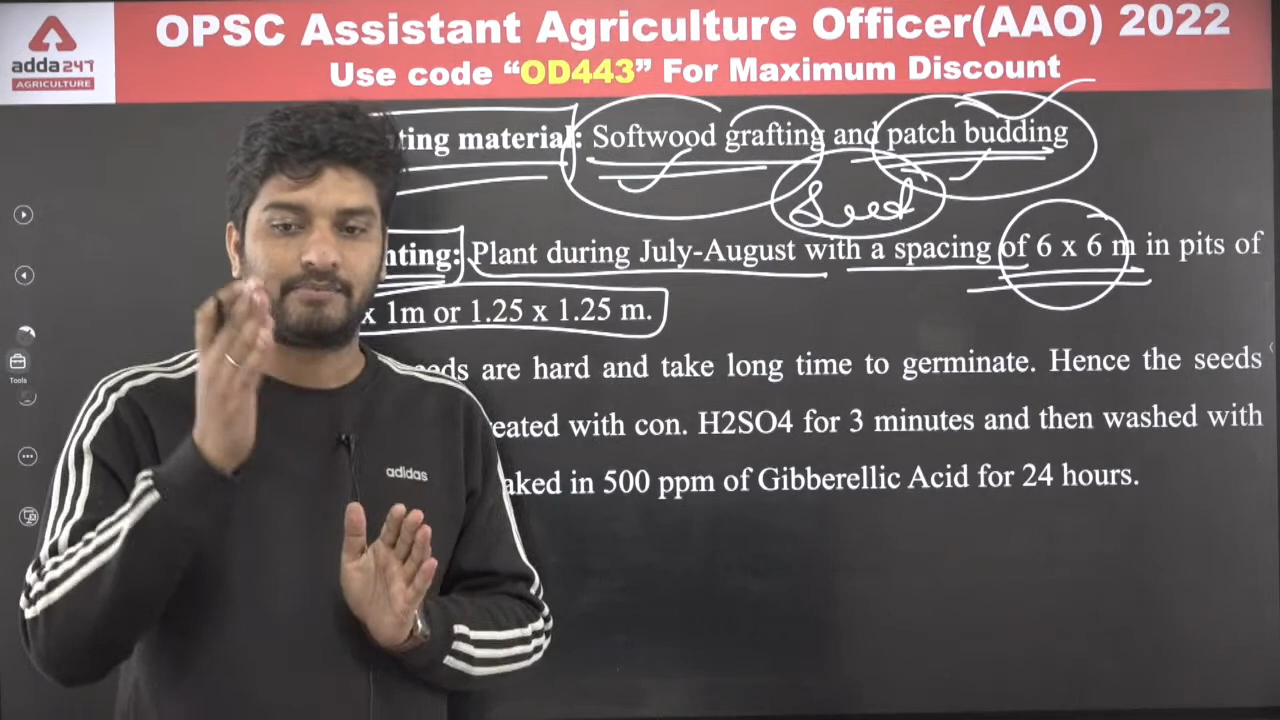 OPSC Assistant Agriculture Officer(AAO) 2022
adda247
AGRICULTURE
Use code “OD443” For Maximum Discount
ting material: Softwood grafting and patch budding
Seed
nting: Plant during July-August with a spacing of 6 x 6 m in pits of
x 1m or 1.25 x 1.25 m.
eds are hard and take long time to germinate. Hence the seeds
reated with con. H2SO4 for 3 minutes and then washed with
aked in 500 ppm of Gibberellic Acid for 24 hours.
adidas
Tools